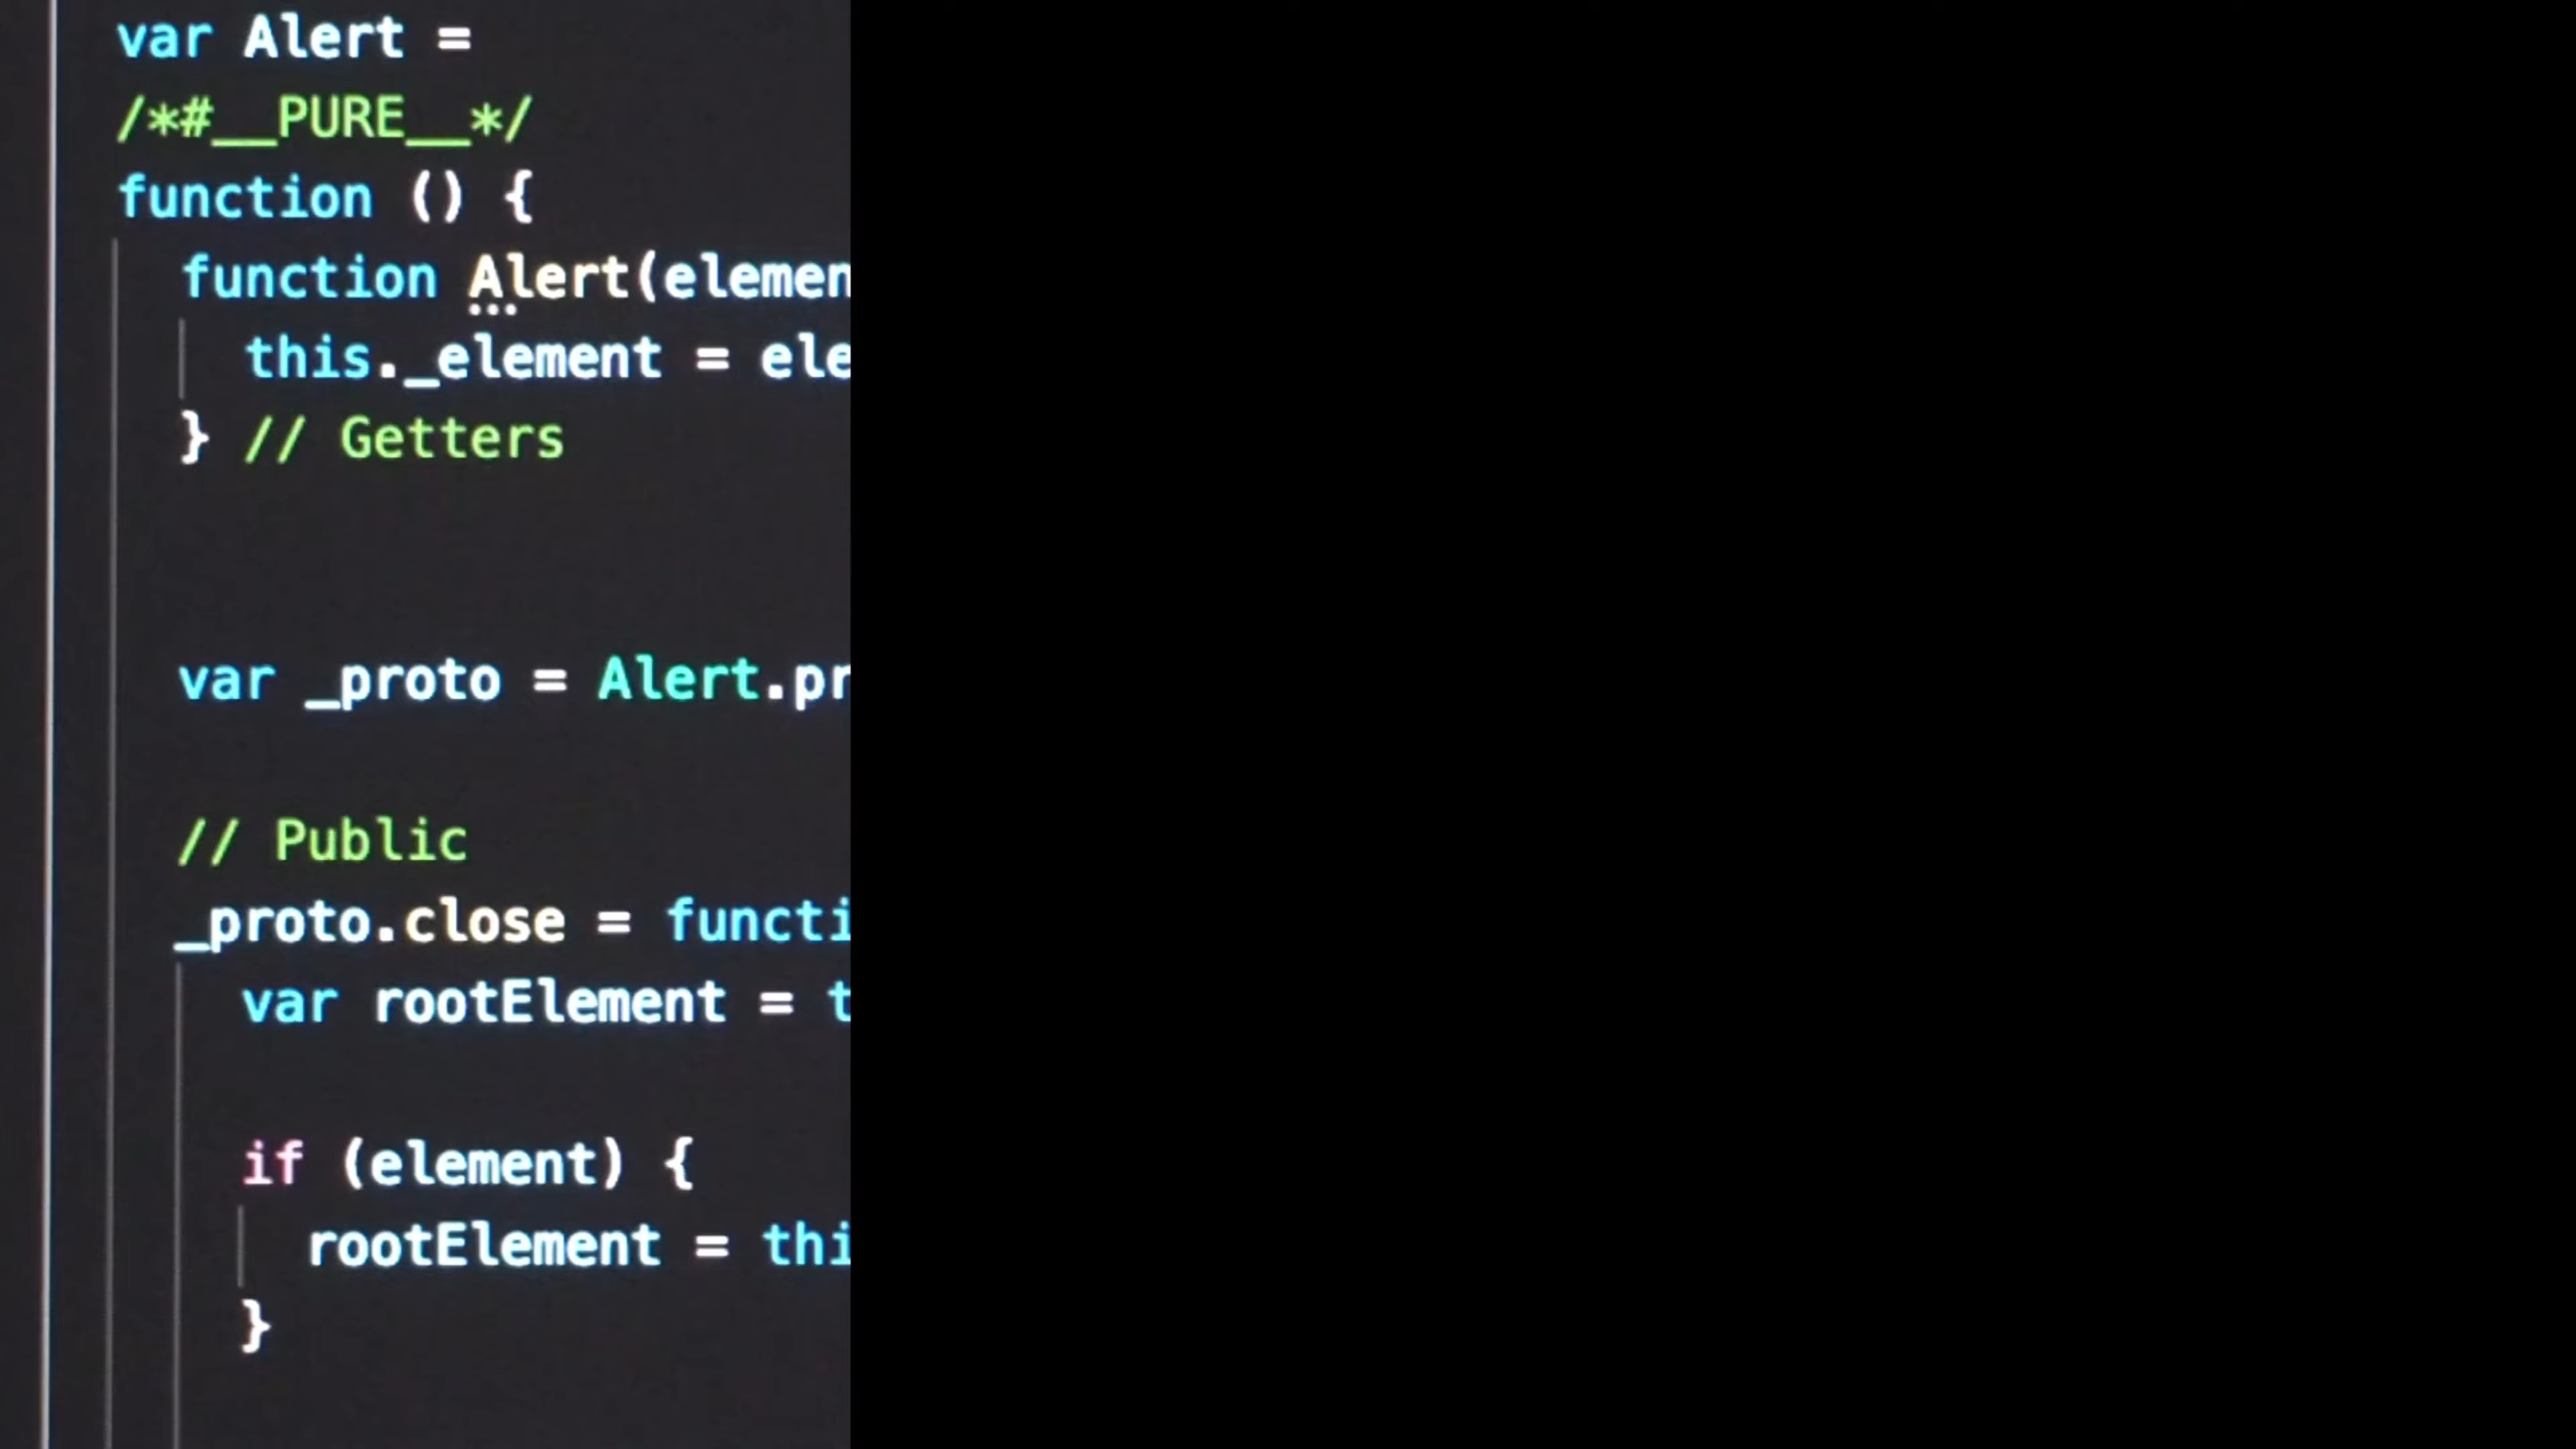 var Alert =
/*#__PURE__*/
function () {
function Alert(elemen
this._element = ele
} // Getters
var _proto = Alert.pr
// Public
_proto.close = functi
var rootElement = t
if (element) {
rootElement = thi
}